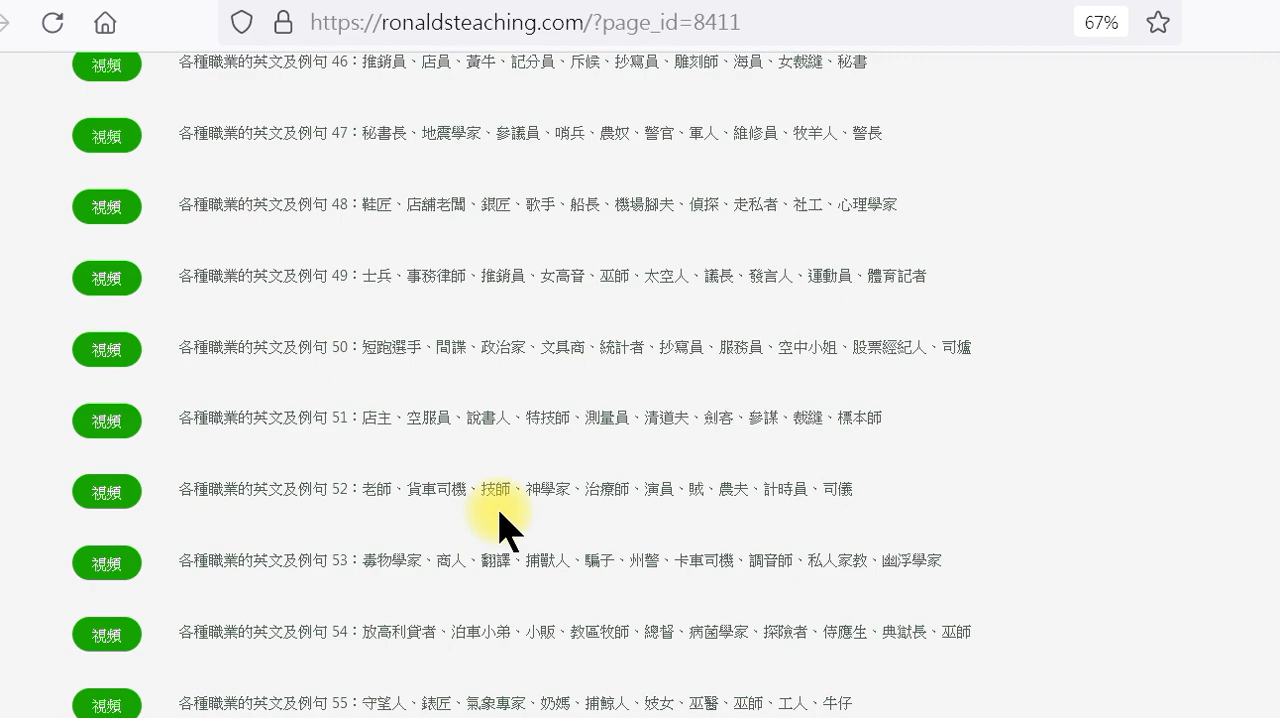 https://ronaldsteaching.com/?page_id=8411 67%
視頻 各種職業的英文及例句 46：推銷員、店員、黃牛、記分員、斥候、抄寫員、雕刻師、海員、女裁縫、秘書
視頻 各種職業的英文及例句 47：秘書長、地震學家、參議員、哨兵、農奴、警官、軍人、維修員、牧羊人、警長
視頻 各種職業的英文及例句 48：鞋匠、店舖老闆、銀匠、歌手、船長、機場腳夫、偵探、走私者、社工、心理學家
視頻 各種職業的英文及例句 49：士兵、事務律師、推銷員、女高音、巫師、太空人、議長、發言人、運動員、體育記者
視頻 各種職業的英文及例句 50：短跑選手、間諜、政治家、文具商、統計者、抄寫員、服務員、空中小姐、股票經紀人、司爐
視頻 各種職業的英文及例句 51：店主、空服員、說書人、特技師、測量員、清道夫、劍客、參謀、裁縫、標本師
視頻 各種職業的英文及例句 52：老師、貨車司機、技師、神學家、治療師、演員、賊、農夫、計時員、司儀
視頻 各種職業的英文及例句 53：毒物學家、商人、翻譯、捕獸人、騙子、州警、卡車司機、調音師、私人家教、幽浮學家
視頻 各種職業的英文及例句 54：放高利貸者、泊車小弟、小販、教區牧師、總督、病菌學家、探險者、侍應生、典獄長、巫師
視頻 各種職業的英文及例句 55：守望人、錶匠、氣象專家、奶媽、捕鯨人、妓女、巫醫、巫師、工人、牛仔